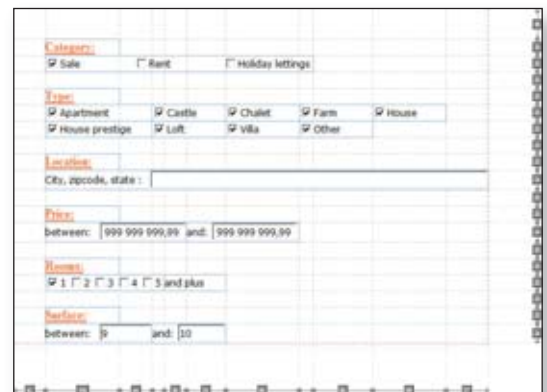 Category:
Sale Rent Holiday lettings
Type:
Apartment Castle Chalet Farm House
House prestige Loft Villa Other
Location:
City, zipcode, state :
Price:
between: 999 999 999,99 and: 999 999 999,99
Rooms:
1 2 3 4 5 and plus
Surface:
between: 9 and: 10